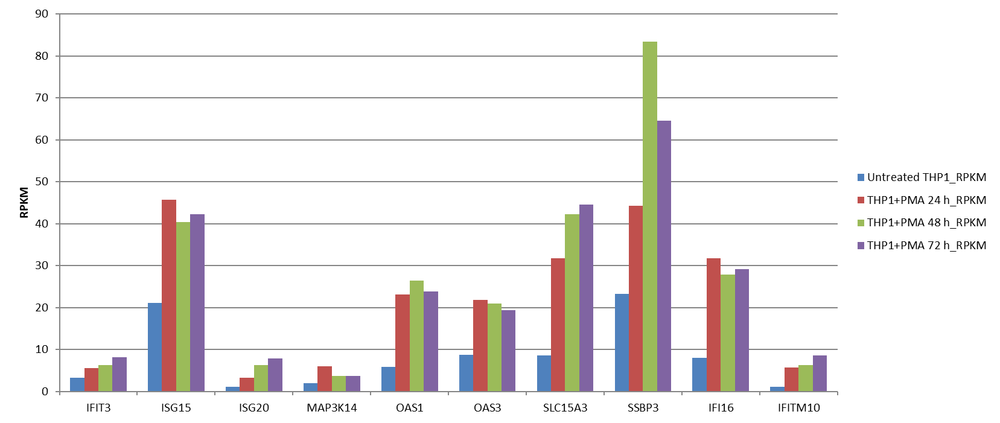 90
80
70
60
50
40
30
20
10
0
RPKM
IFIT3 ISG15 ISG20 MAP3K14 OAS1 OAS3 SLC15A3 SSBP3 IFI16 IFITM10
Untreated THP1_RPKM
THP1+PMA 24 h_RPKM
THP1+PMA 48 h_RPKM
THP1+PMA 72 h_RPKM